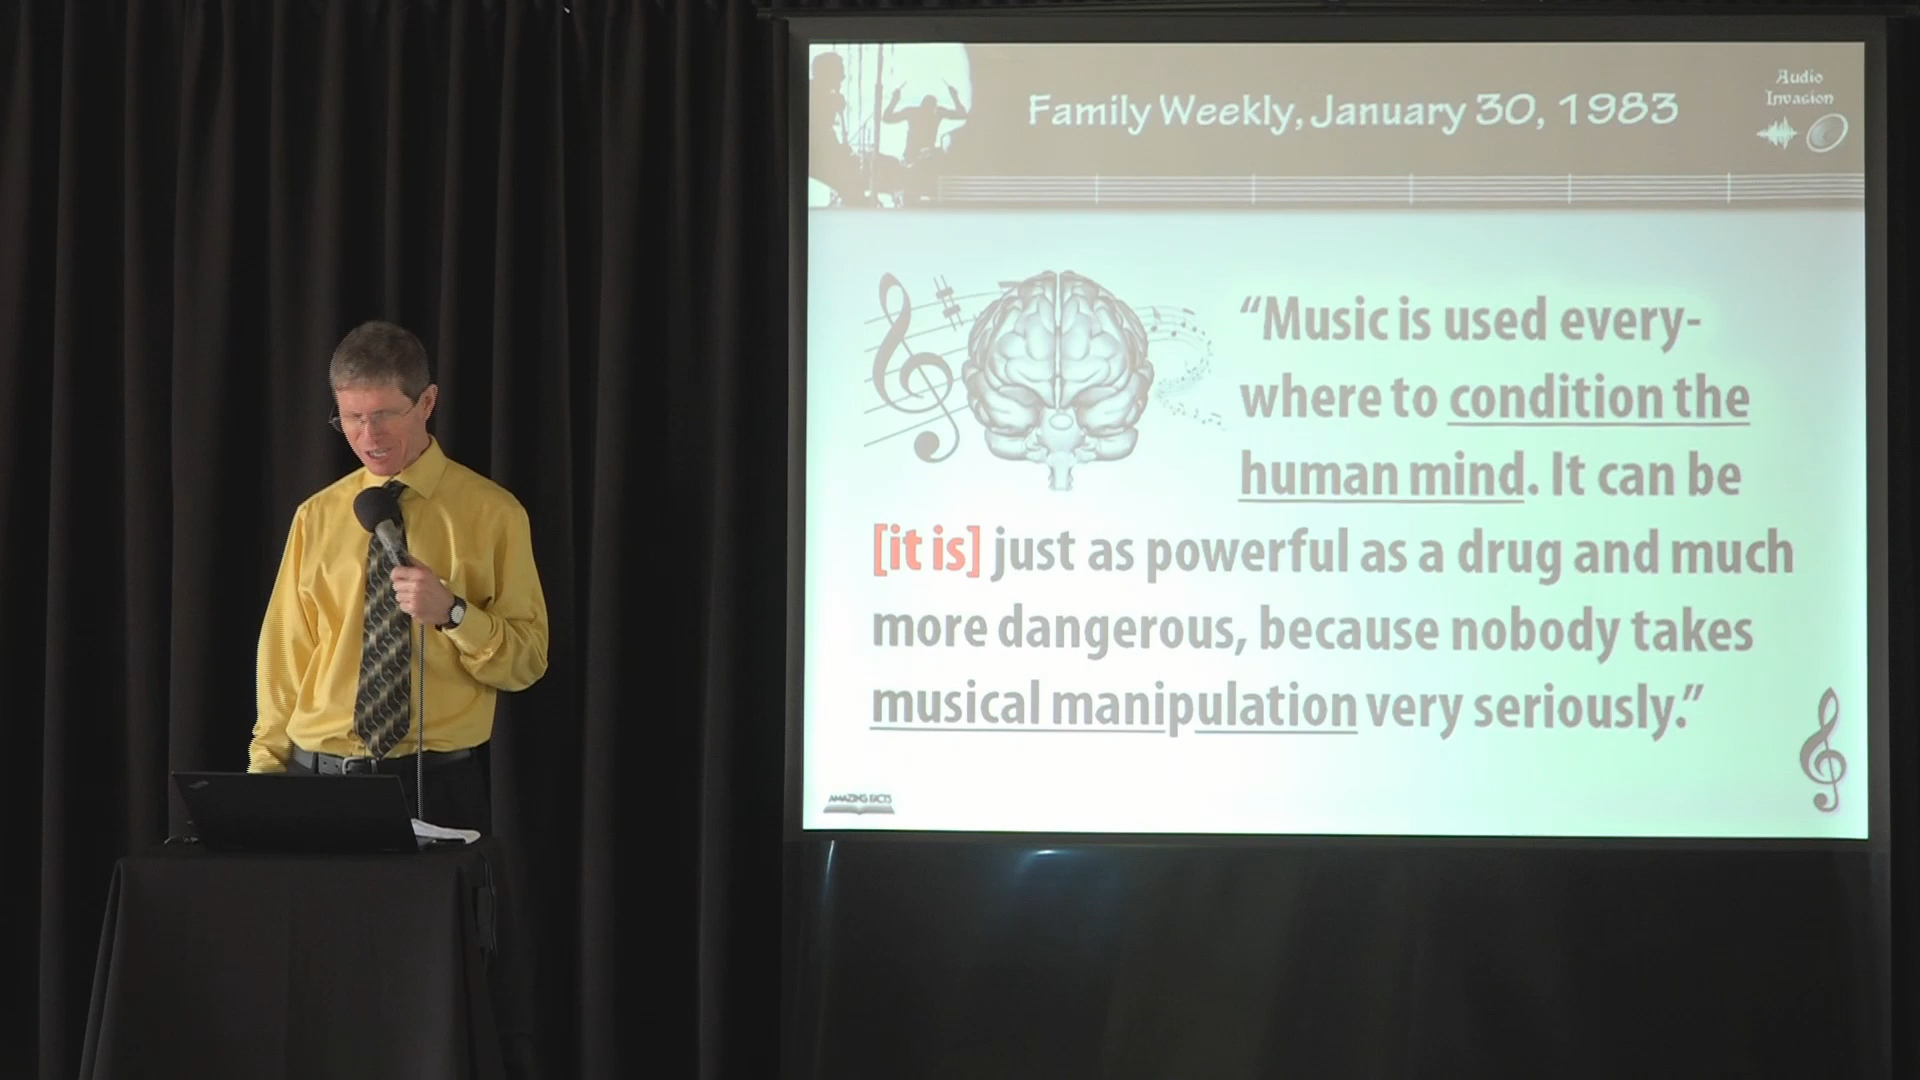 Family Weekly, January 30, 1983
Audio
Invasion
“Music is used every-
where to condition the
human mind. It can be
[it is] just as powerful as a drug and much
more dangerous, because nobody takes
musical manipulation very seriously.”
AMAZING FACTS